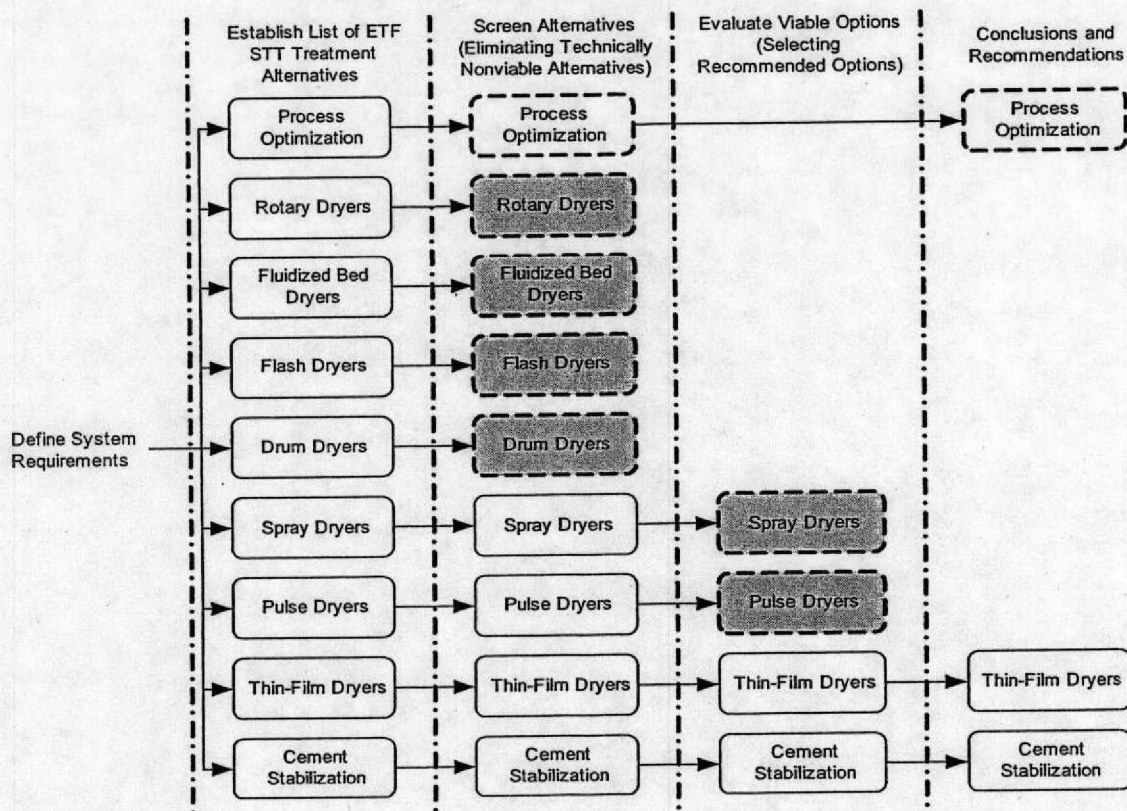 Establish List of ETF
STT Treatment
Alternatives
Screen Alternatives
(Eliminating Technically
Nonviable Alternatives)
Evaluate Viable Options
(Selecting
Recommended Options)
Conclusions and
Recommendations
Define System
Requirements
Process
Optimization
Process
Optimization
Process
Optimization
Rotary Dryers
Rotary Dryers
Fluidized Bed
Dryers
Fluidized Bed
Dryers
Flash Dryers
Flash Dryers
Drum Dryers
Drum Dryers
Spray Dryers
Spray Dryers
Spray Dryers
Pulse Dryers
Pulse Dryers
Pulse Dryers
Thin-Film Dryers
Thin-Film Dryers
Thin-Film Dryers
Thin-Film Dryers
Cement
Stabilization
Cement
Stabilization
Cement
Stabilization
Cement
Stabilization